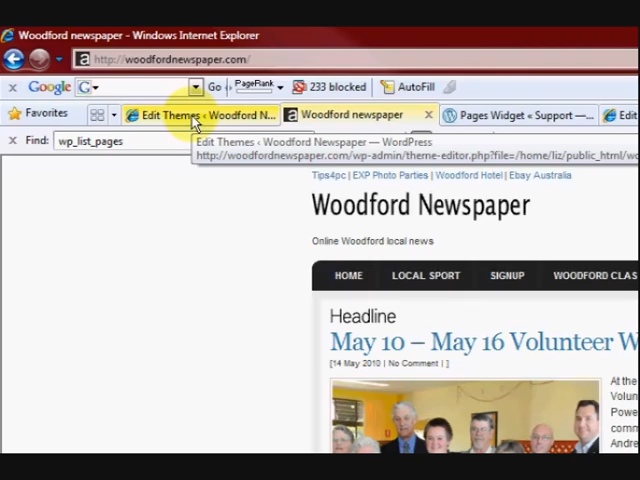 Woodford newspaper - Windows Internet Explorer
http://woodfordnewspaper.com/
Google G Go PageRank 233 blocked AutoFill
Favorites Edit Themes ‹ Woodford N... Woodford newspaper Pages Widget « Support —... Edit
Find: wp_list_pages
Edit Themes ‹ Woodford Newspaper — WordPress
http://woodfordnewspaper.com/wp-admin/theme-editor.php?file=/home/liz/public_html/wo
Tips4pc | EXP Photo Parties | Woodford Hotel | Ebay Australia
Woodford Newspaper
Online Woodford local news
HOME LOCAL SPORT SIGNUP WOODFORD CLAS
Headline
May 10 – May 16 Volunteer W
[14 May 2010 | No Comment | ]
At the
Volun
Powe
comm
Andre